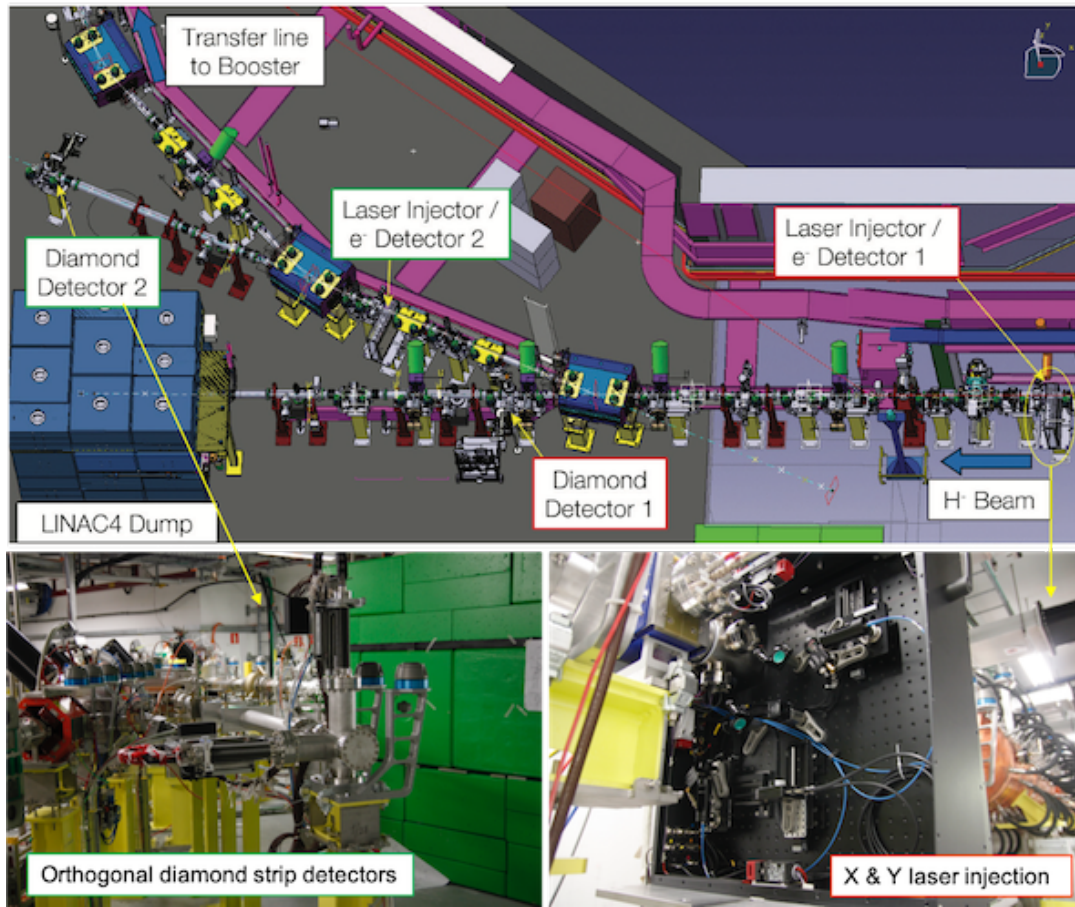 Transfer line
to Booster
Laser Injector /
e⁻ Detector 2
Laser Injector /
e⁻ Detector 1
Diamond
Detector 2
Diamond
Detector 1
H⁻ Beam
LINAC4 Dump
Orthogonal diamond strip detectors
X & Y laser injection